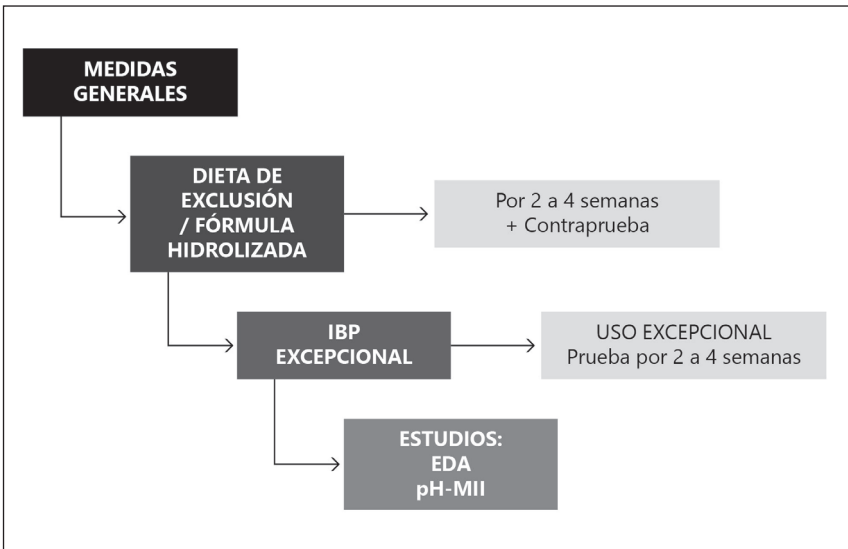 MEDIDAS
GENERALES
DIETA DE
EXCLUSIÓN
/ FÓRMULA
HIDROLIZADA
Por 2 a 4 semanas
+ Contraprueba
IBP
EXCEPCIONAL
USO EXCEPCIONAL
Prueba por 2 a 4 semanas
ESTUDIOS:
EDA
pH-MII